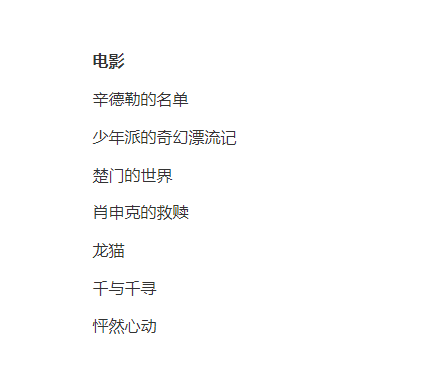 电影
辛德勒的名单
少年派的奇幻漂流记
楚门的世界
肖申克的救赎
龙猫
千与千寻
怦然心动